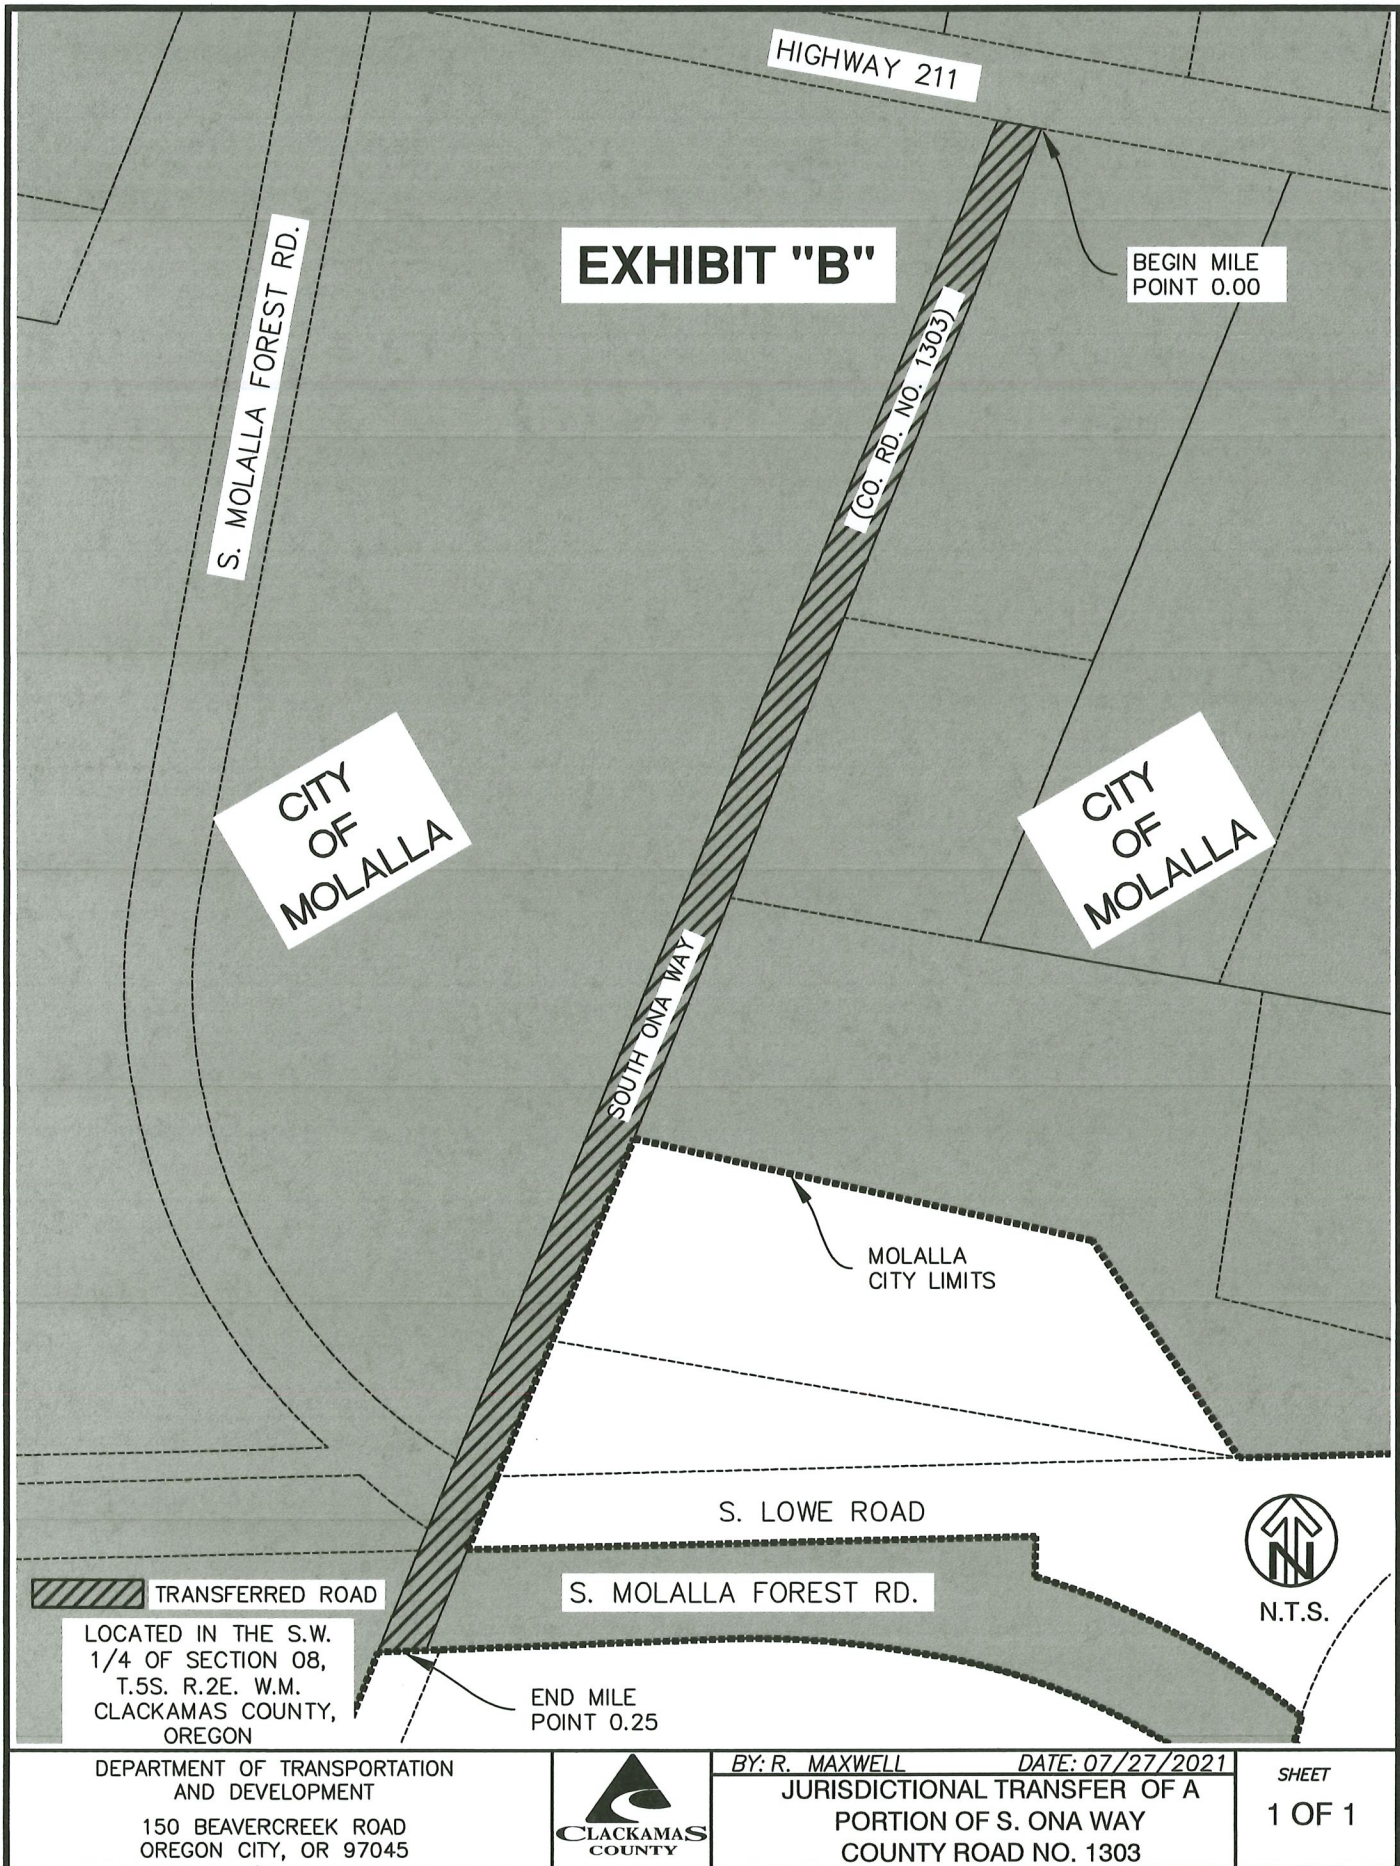 HIGHWAY 211
EXHIBIT "B"
BEGIN MILE
POINT 0.00
S. MOLALLA FOREST RD.
(CO. RD. NO. 1303)
CITY
OF
MOLALLA
CITY
OF
MOLALLA
SOUTH ONA WAY
MOLALLA
CITY LIMITS
S. LOWE ROAD
S. MOLALLA FOREST RD.
N
N.T.S.
TRANSFERRED ROAD
LOCATED IN THE S.W.
1/4 OF SECTION 08,
T.5S. R.2E. W.M.
CLACKAMAS COUNTY,
OREGON
END MILE
POINT 0.25
DEPARTMENT OF TRANSPORTATION
AND DEVELOPMENT
150 BEAVERCREEK ROAD
OREGON CITY, OR 97045
CLACKAMAS
COUNTY
BY: R. MAXWELL DATE: 07/27/2021
JURISDICTIONAL TRANSFER OF A
PORTION OF S. ONA WAY
COUNTY ROAD NO. 1303
SHEET
1 OF 1